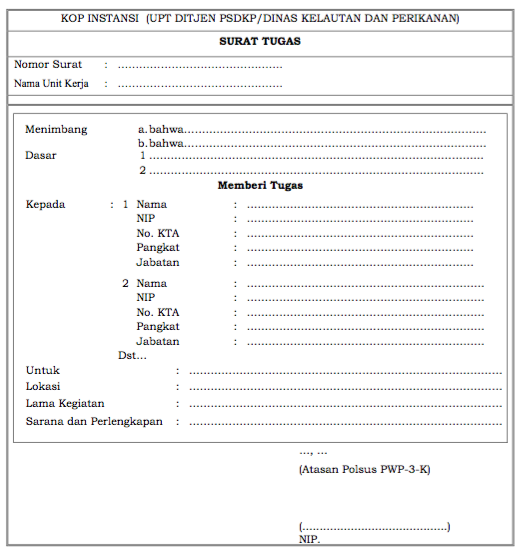 KOP INSTANSI (UPT DITJEN PSDKP/DINAS KELAUTAN DAN PERIKANAN)
SURAT TUGAS
Nomor Surat : ................................................
Nama Unit Kerja : ................................................
Menimbang a. bahwa................................................
b. bahwa................................................
Dasar 1 ................................................
2 ................................................
Memberi Tugas
Kepada : 1 Nama : ................................................
NIP : ................................................
No. KTA : ................................................
Pangkat : ................................................
Jabatan : ................................................
2 Nama : ................................................
NIP : ................................................
No. KTA : ................................................
Pangkat : ................................................
Jabatan : ................................................
Dst...
Untuk : ................................................
Lokasi : ................................................
Lama Kegiatan : ................................................
Sarana dan Perlengkapan : ................................................
..., ...
(Atasan Polsus PWP-3-K)
(................................................)
NIP.